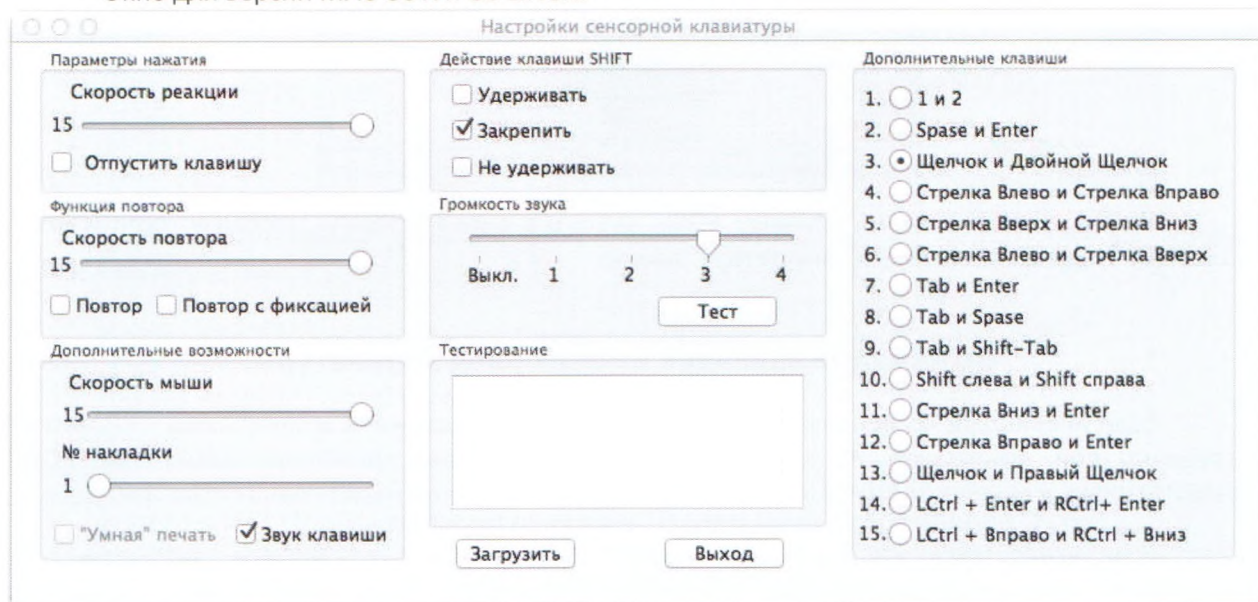 Настройки сенсорной клавиатуры
Параметры нажатия
Скорость реакции
15
Отпустить клавишу
Функция повтора
Скорость повтора
15
Повтор Повтор с фиксацией
Дополнительные возможности
Скорость мыши
15
№ накладки
1
"Умная" печать Звук клавиши
Действие клавиши SHIFT
Удерживать
Закрепить
Не удерживать
Громкость звука
Выкл. 1 2 3 4
Тест
Тестирование
Загрузить Выход
Дополнительные клавиши
1. 1 и 2
2. Spase и Enter
3. Щелчок и Двойной Щелчок
4. Стрелка Влево и Стрелка Вправо
5. Стрелка Вверх и Стрелка Вниз
6. Стрелка Влево и Стрелка Вверх
7. Tab и Enter
8. Tab и Spase
9. Tab и Shift-Tab
10. Shift слева и Shift справа
11. Стрелка Вниз и Enter
12. Стрелка Вправо и Enter
13. Щелчок и Правый Щелчок
14. LCtrl + Enter и RCtrl+ Enter
15. LCtrl + Вправо и RCtrl + Вниз